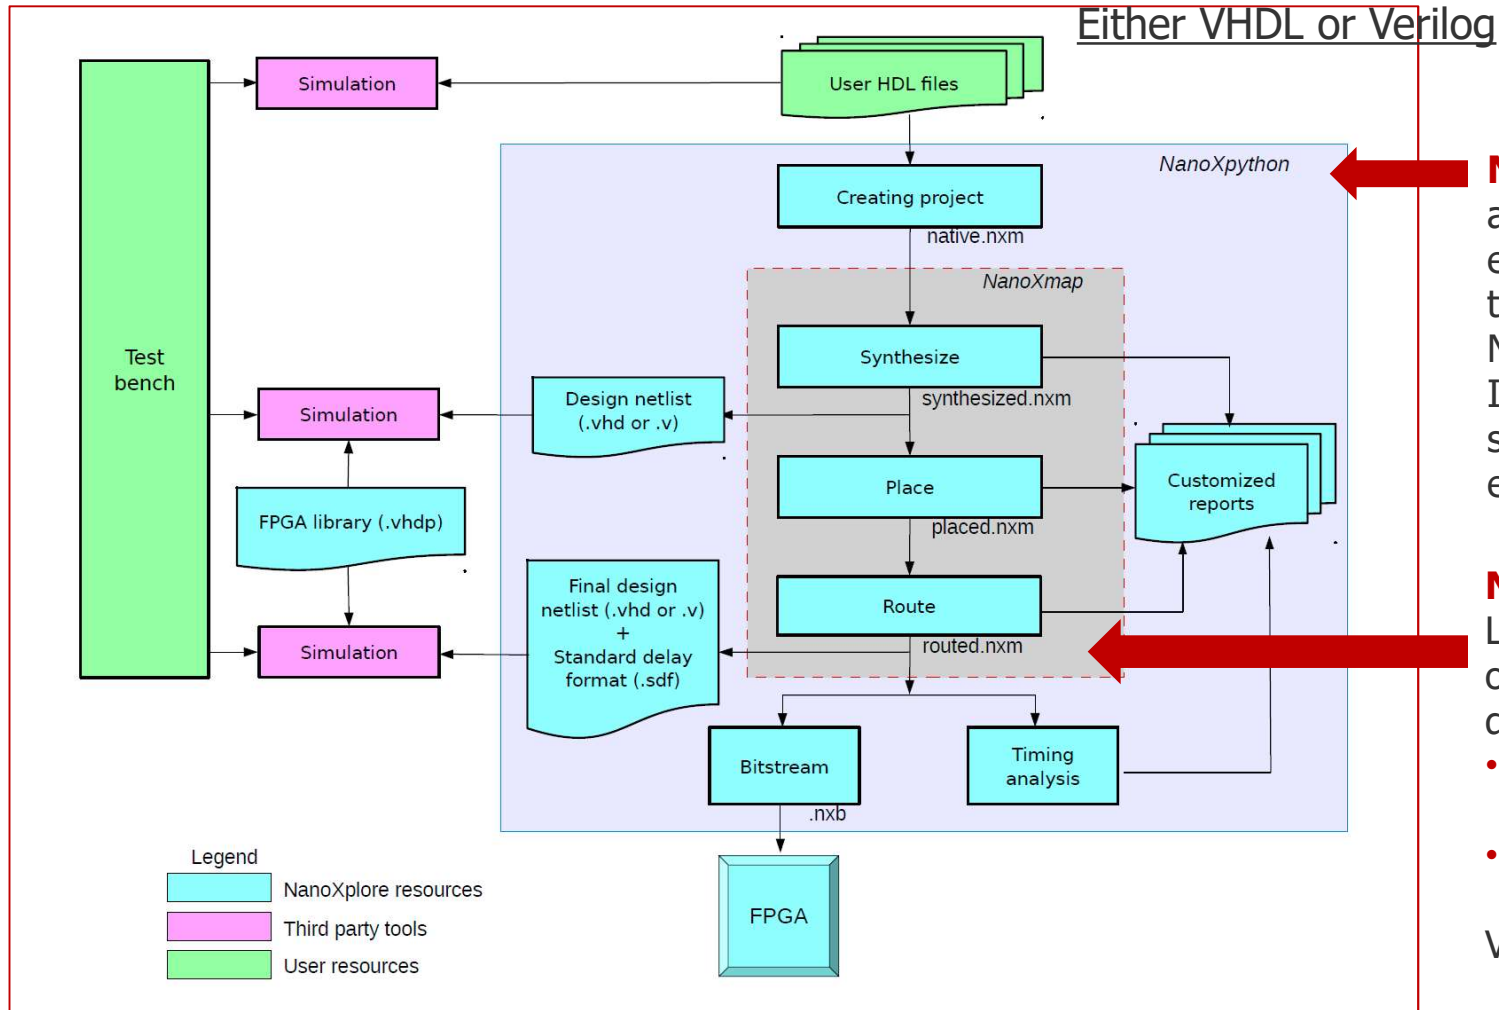 Either VHDL or Verilog
Simulation
User HDL files
NanoXpython
Creating project
native.nxm
NanoXmap
Test
bench
Synthesize
synthesized.nxm
Simulation
Design netlist
(.vhd or .v)
Place
placed.nxm
Customized
reports
FPGA library (.vhdp)
Final design
netlist (.vhd or .v)
+
Standard delay
format (.sdf)
Route
routed.nxm
Simulation
Bitstream
.nxb
Timing
analysis
FPGA
Legend
NanoXplore resources
Third party tools
User resources